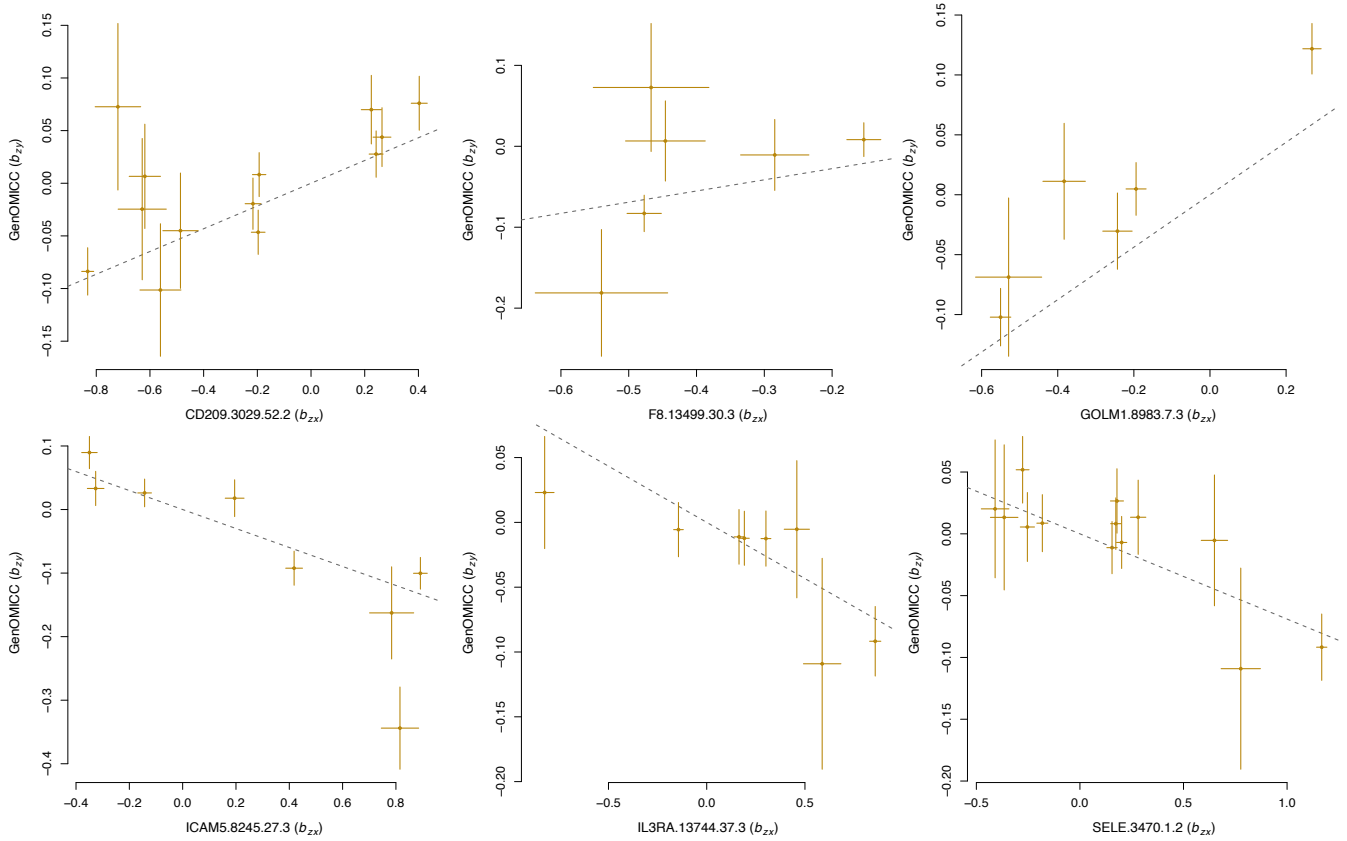 0.15
0.10
0.05
0.00
−0.05
−0.10
−0.15
GenOMICC (bzy)
−0.8 −0.6 −0.4 −0.2 0.0 0.2 0.4
CD209.3029.52.2 (bzx)
0.1
0.0
−0.1
−0.2
GenOMICC (bzy)
−0.6 −0.5 −0.4 −0.3 −0.2
F8.13499.30.3 (bzx)
0.15
0.10
0.05
0.00
−0.05
−0.10
GenOMICC (bzy)
−0.6 −0.4 −0.2 0.0 0.2
GOLM1.8983.7.3 (bzx)
0.1
0.0
−0.1
−0.2
−0.3
−0.4
GenOMICC (bzy)
−0.4 −0.2 0.0 0.2 0.4 0.6 0.8
ICAM5.8245.27.3 (bzx)
0.05
0.00
−0.05
−0.10
−0.15
−0.20
GenOMICC (bzy)
−0.5 0.0 0.5
IL3RA.13744.37.3 (bzx)
0.05
0.00
−0.05
−0.10
−0.15
−0.20
GenOMICC (bzy)
−0.5 0.0 0.5 1.0
SELE.3470.1.2 (bzx)